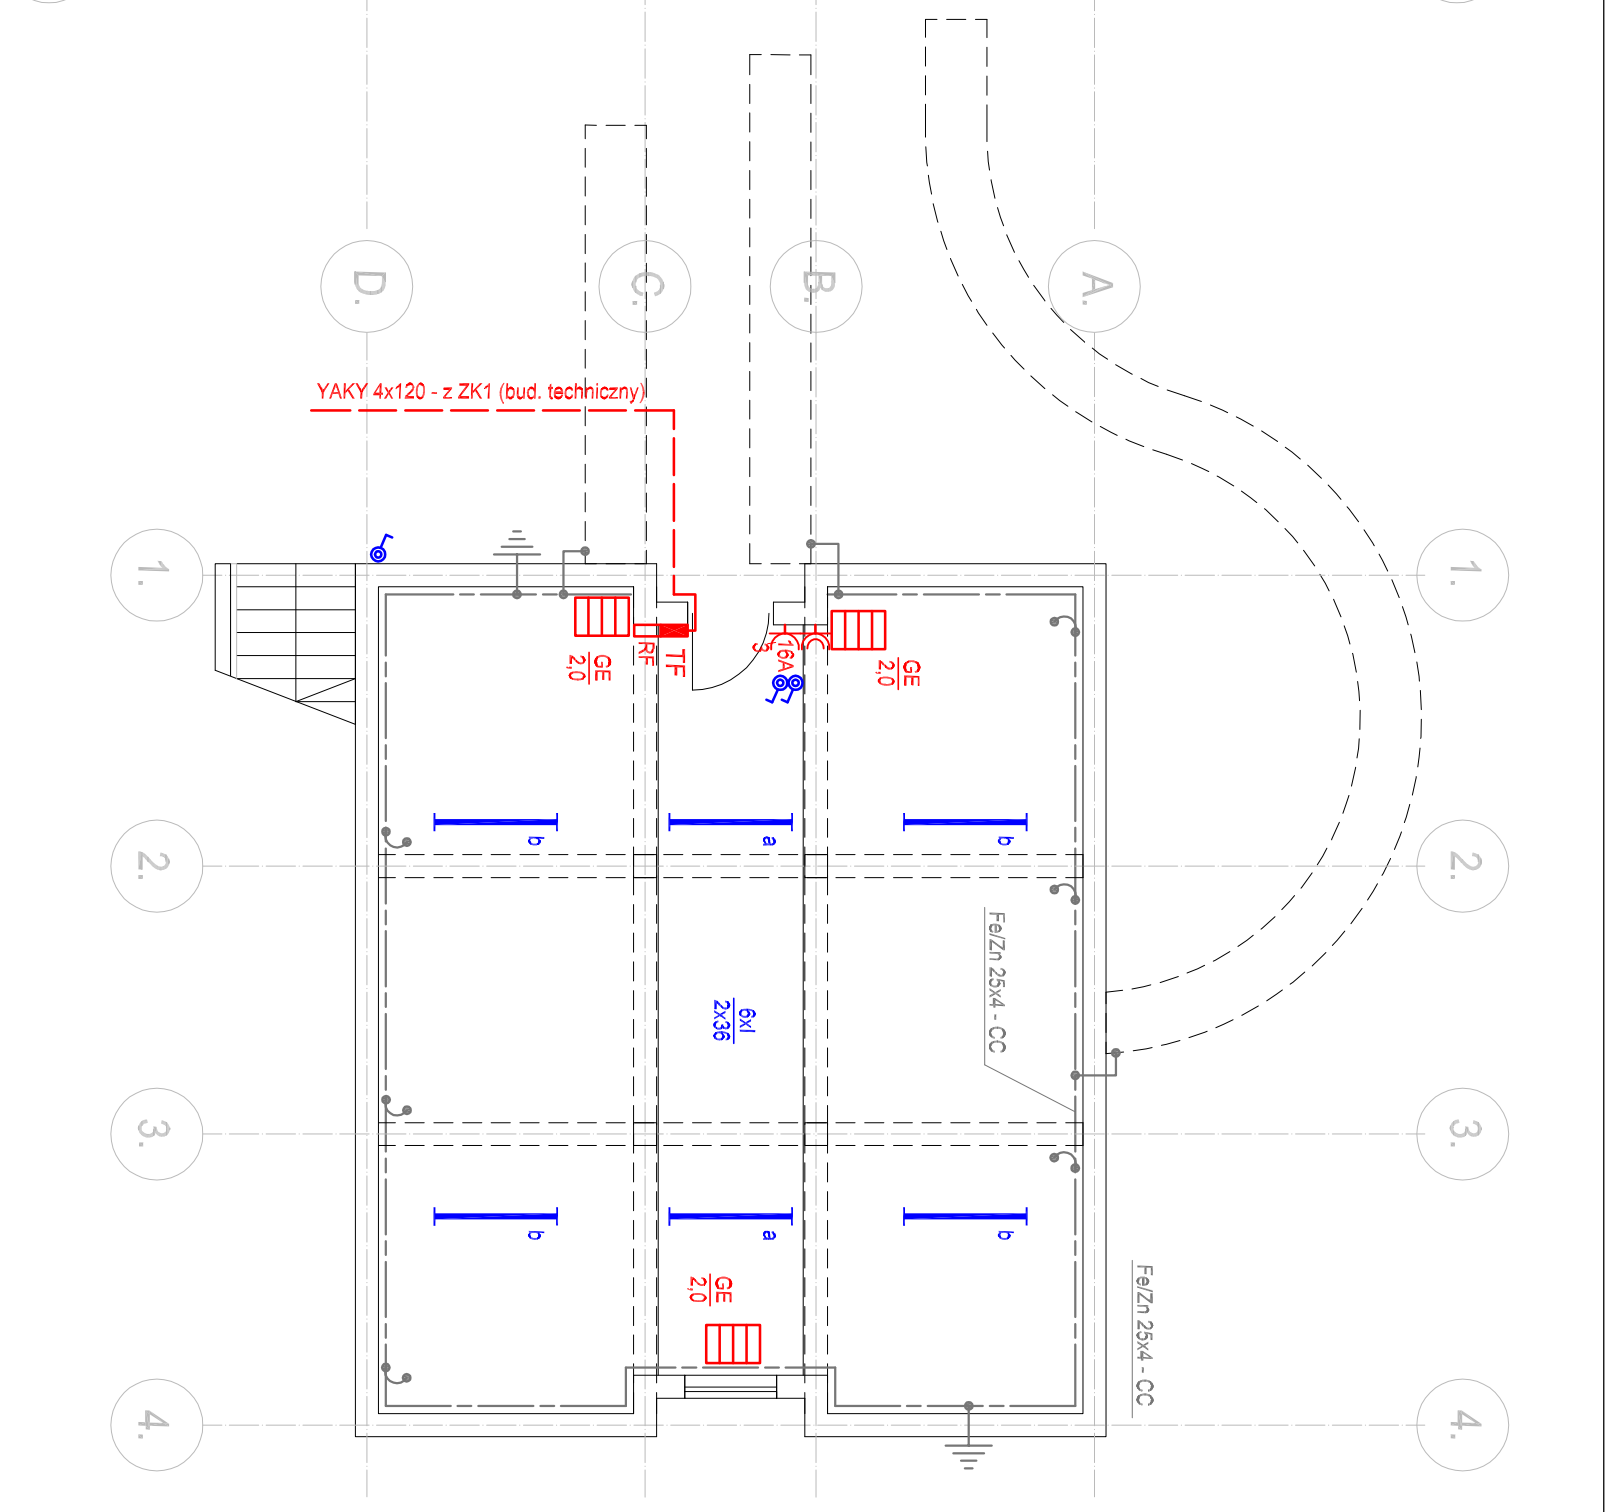 D.
C.
B.
A.
YAKY 4x120 - z ZK1 (bud. techniczny)
1.
1.
GE
2,0
RF
TF
16A
3
GE
2,0
b
a
b
2.
2.
Fe/Zn 25x4 - CC
6xI
2x36
3.
3.
b
a
b
GE
2,0
Fe/Zn 25x4 - CC
4.
4.